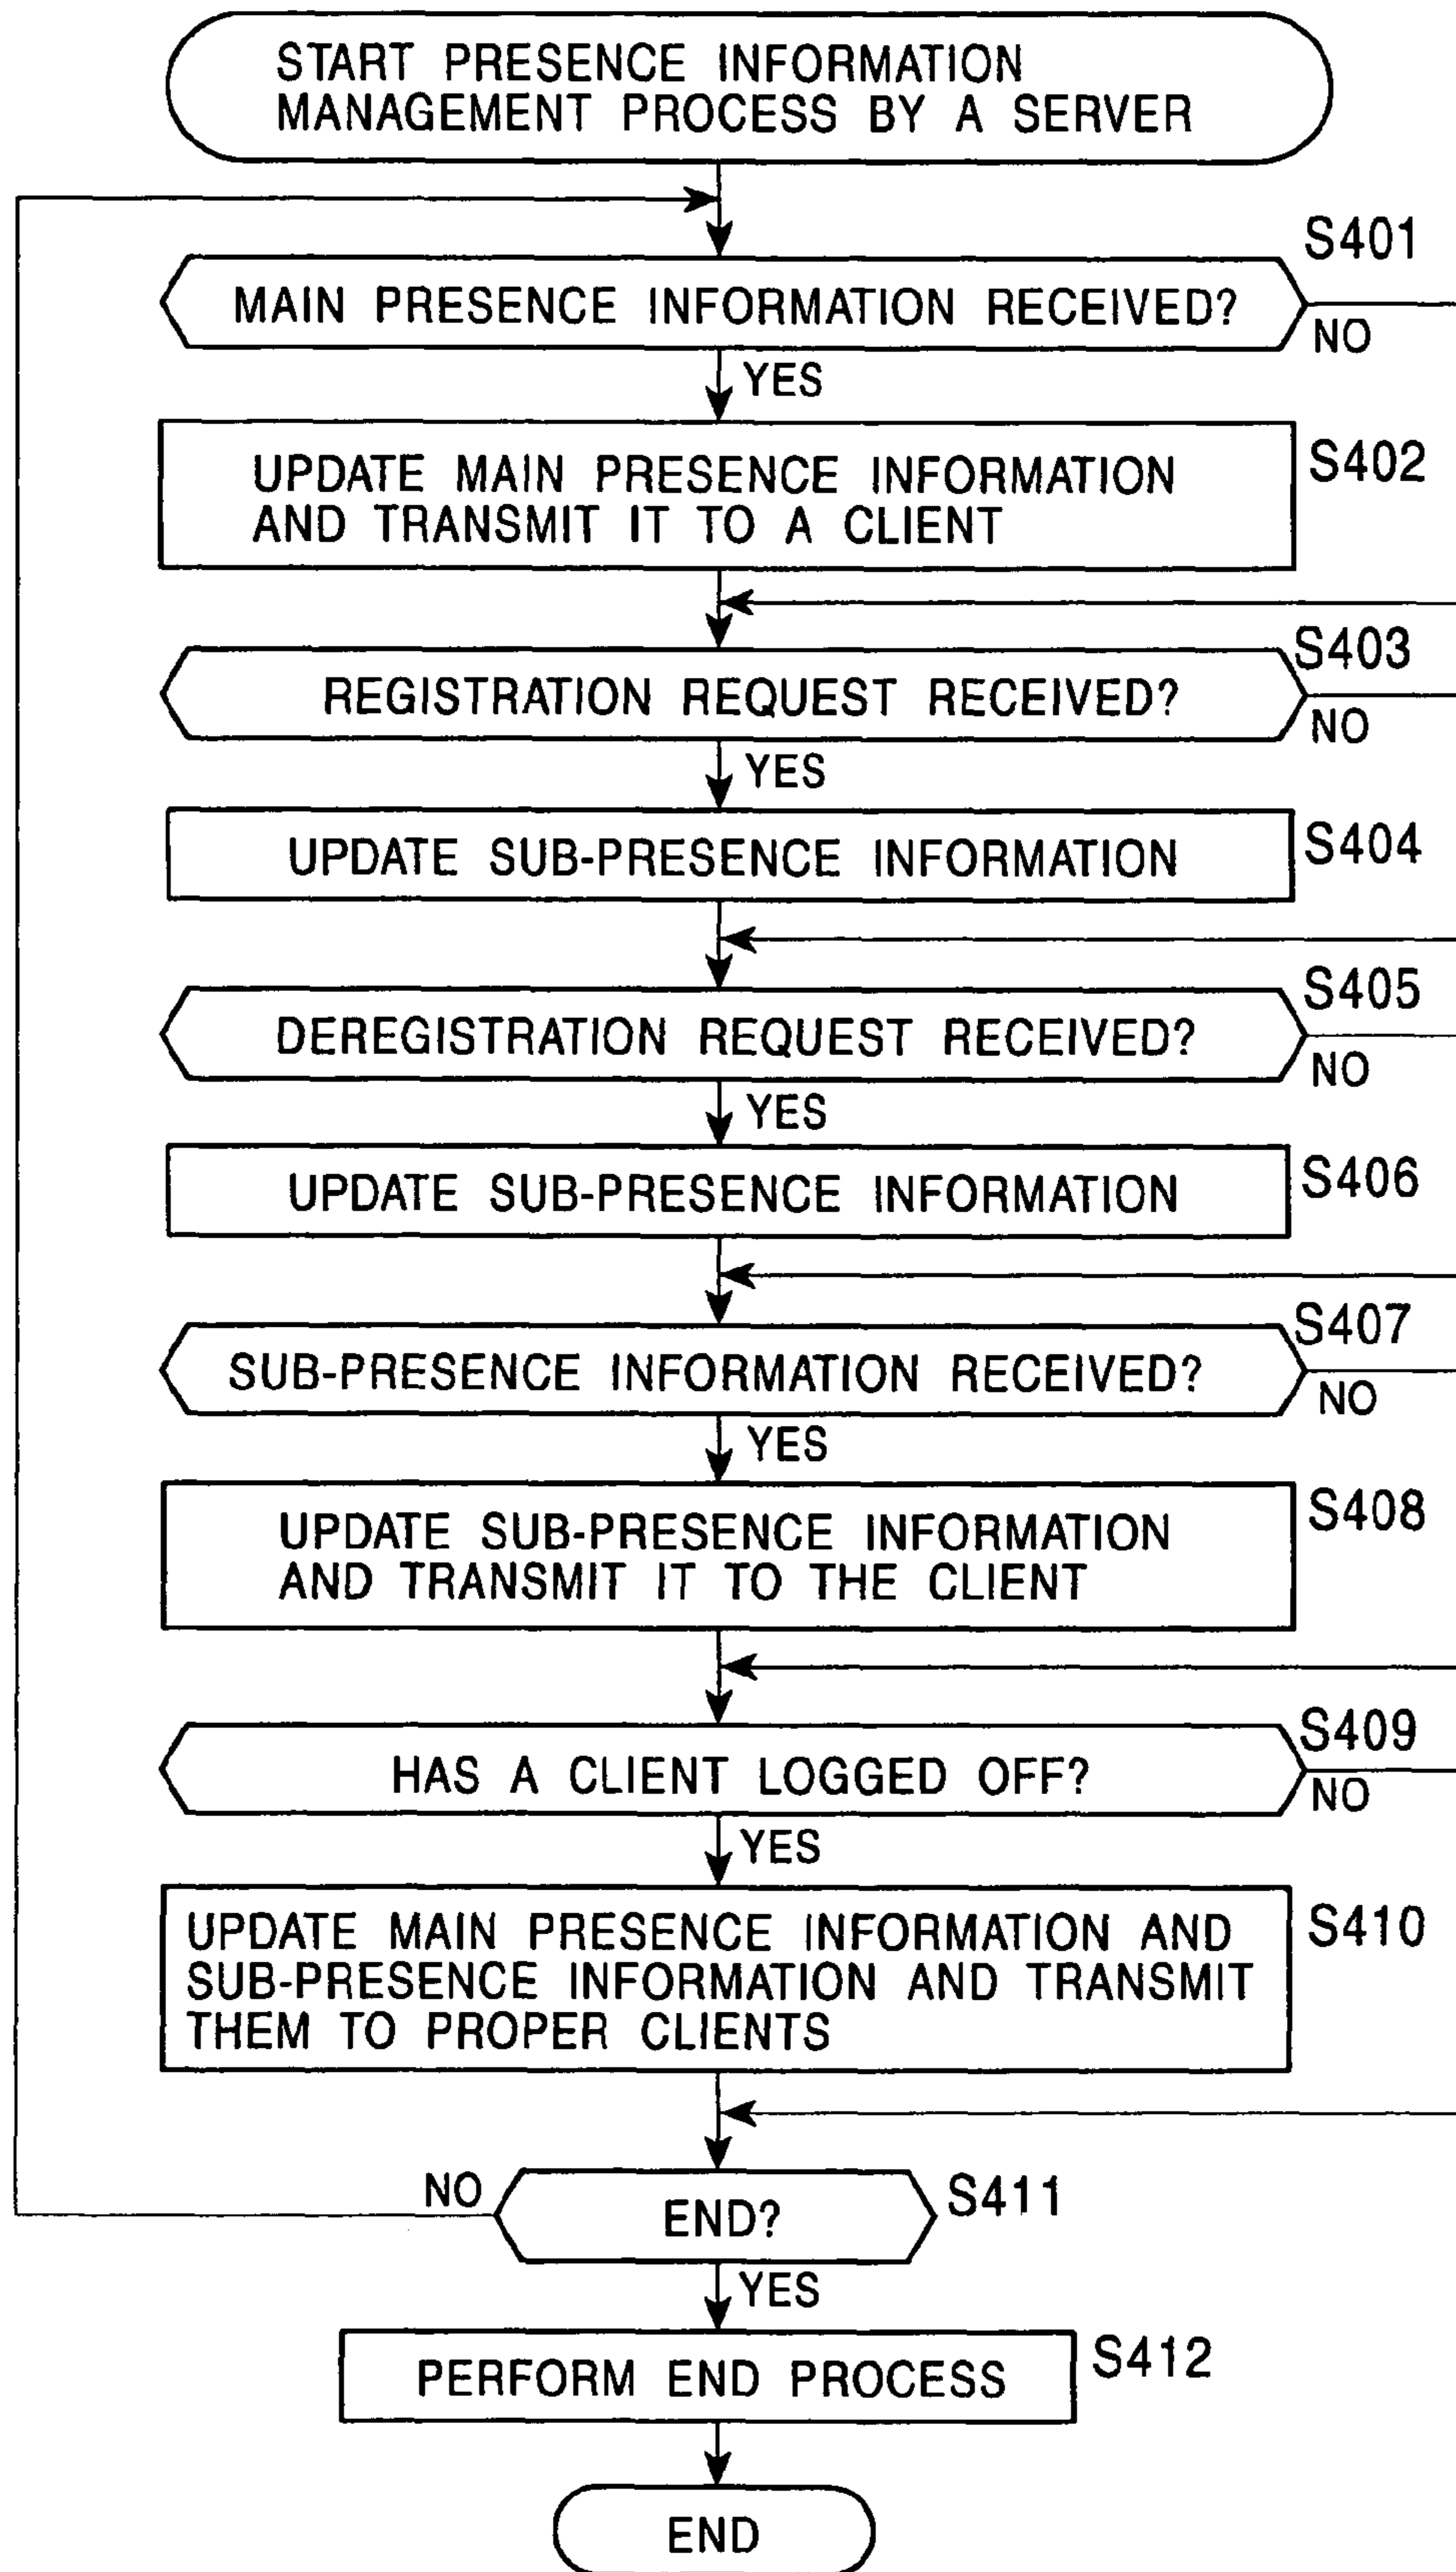 START PRESENCE INFORMATION
MANAGEMENT PROCESS BY A SERVER
S401
MAIN PRESENCE INFORMATION RECEIVED?
NO
YES
UPDATE MAIN PRESENCE INFORMATION
AND TRANSMIT IT TO A CLIENT
S402
S403
REGISTRATION REQUEST RECEIVED?
NO
YES
UPDATE SUB-PRESENCE INFORMATION
S404
S405
DEREGISTRATION REQUEST RECEIVED?
NO
YES
UPDATE SUB-PRESENCE INFORMATION
S406
S407
SUB-PRESENCE INFORMATION RECEIVED?
NO
YES
UPDATE SUB-PRESENCE INFORMATION
AND TRANSMIT IT TO THE CLIENT
S408
S409
HAS A CLIENT LOGGED OFF?
NO
YES
UPDATE MAIN PRESENCE INFORMATION AND
SUB-PRESENCE INFORMATION AND TRANSMIT
THEM TO PROPER CLIENTS
S410
NO
END?
S411
YES
PERFORM END PROCESS
S412
END